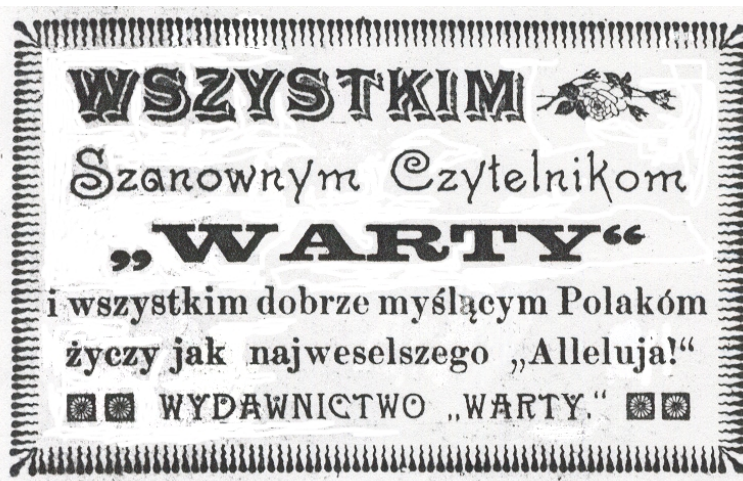 WSZYSTKIM
Szanownym Czytelnikom
„WARTY“
i wszystkim dobrze myślącym Polakóm
życzy jak najweselszego „Alleluja!“
WYDAWNICTWO „WARTY.“